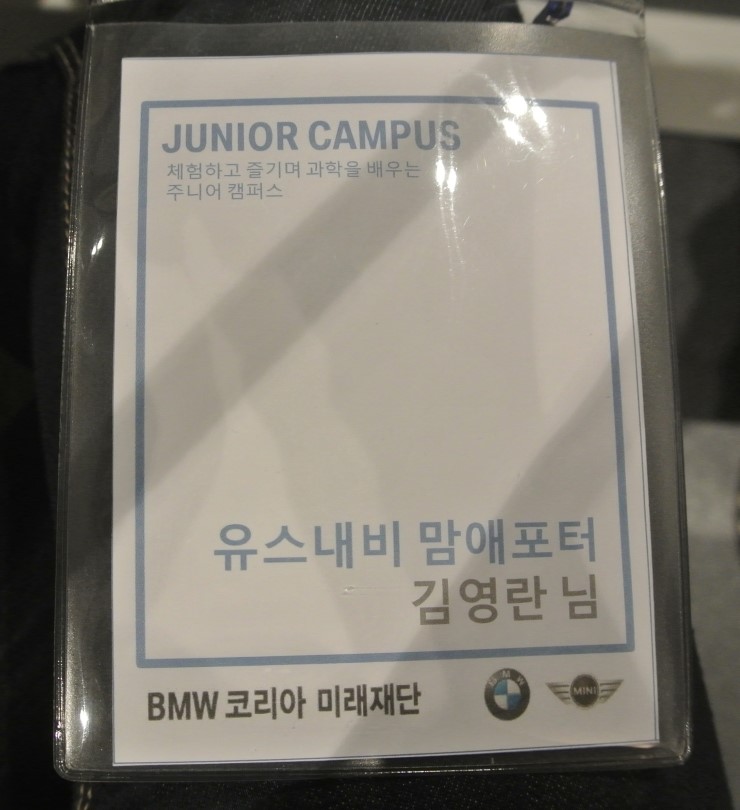 JUNIOR CAMPUS
체험하고 즐기며 과학을 배우는
주니어 캠퍼스
유스내비 맘애포터
김영란 님
BMW 코리아 미래재단
BMW
MINI